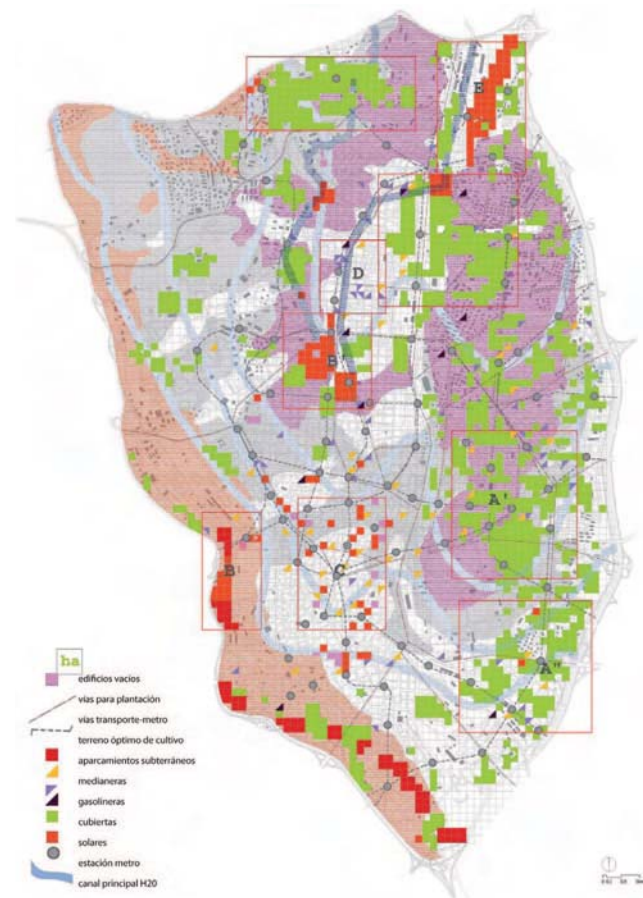 E
D
B
A'
B
C
A''
ha
edificios vacios
vías para plantación
vías transporte-metro
terreno óptimo de cultivo
aparcamientos subterráneos
medianeras
gasolineras
cubiertas
solares
estación metro
canal principal H20